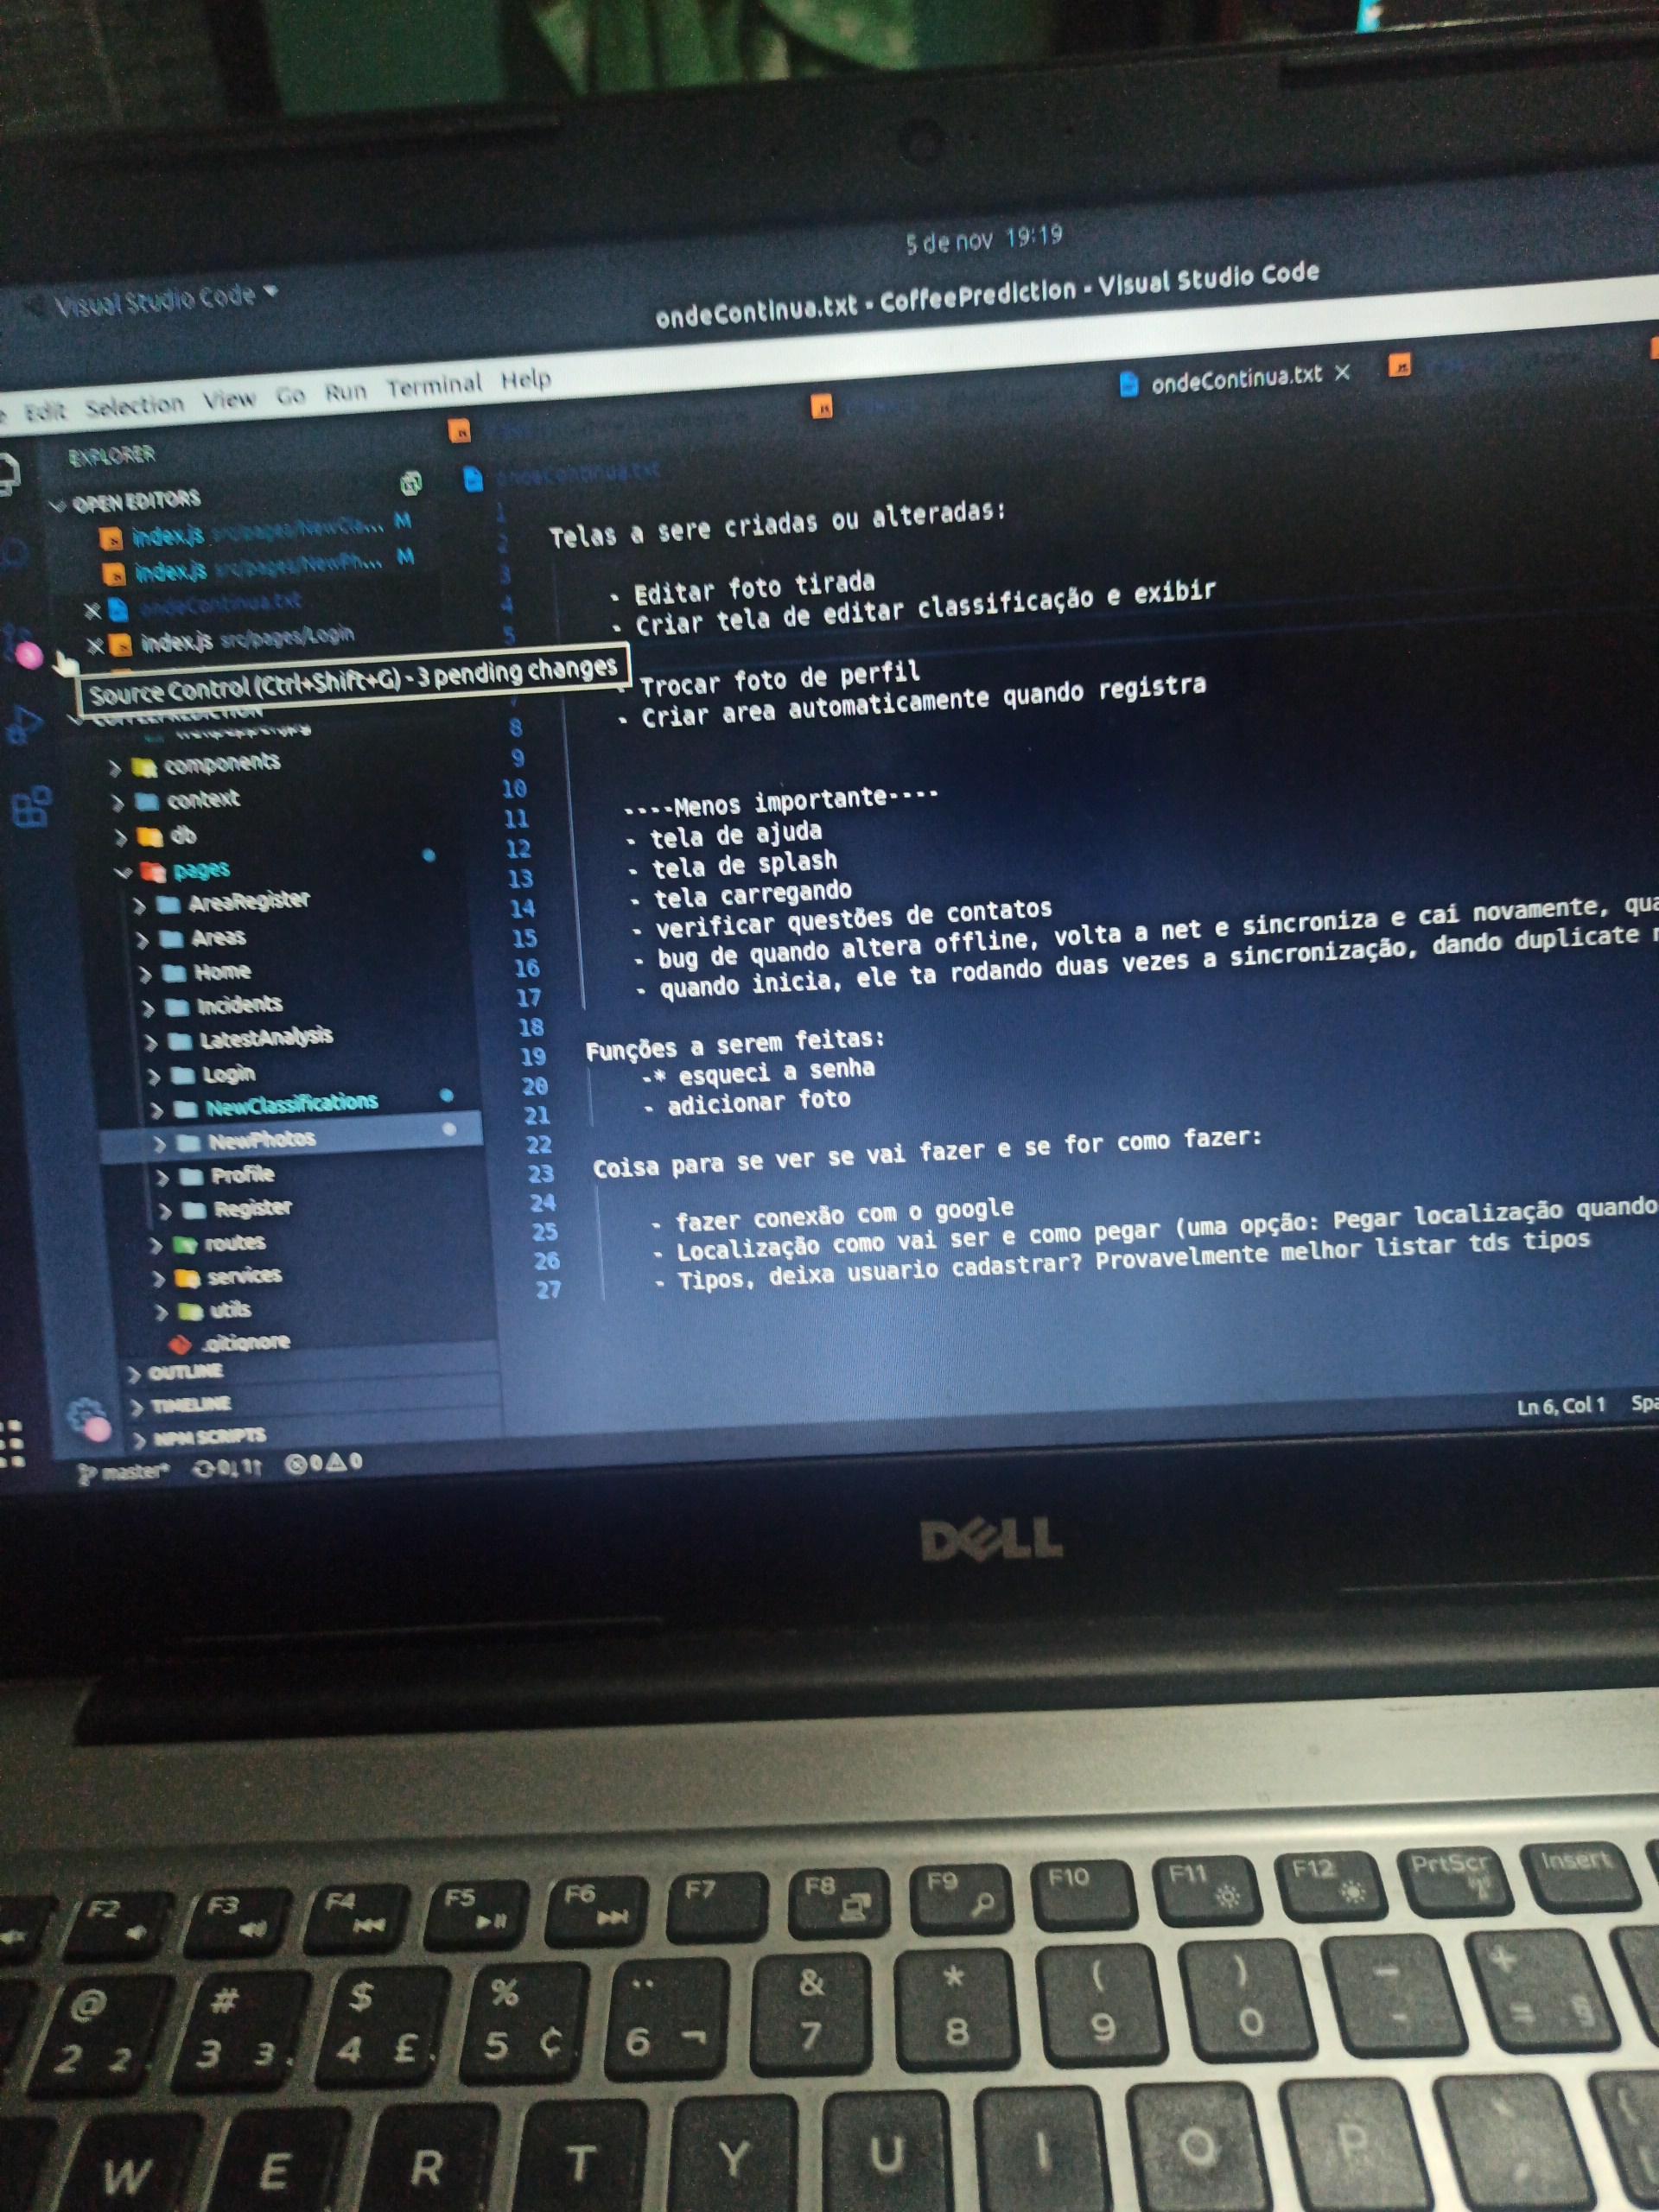 5 de nov 19:19
Visual Studio Code
ondeContinua.txt - CoffeePrediction - Visual Studio Code
Edit Selection View Go Run Terminal Help
ondeContinua.txt ×
EXPLORER
ondeContinua.txt
OPEN EDITORS
index.js src/pages/NewCla... M
index.js src/pages/NewPh... M
ondeContinua.txt
index.js src/pages/Login
Source Control (Ctrl+Shift+G) - 3 pending changes
components
context
db
pages
AreaRegister
Areas
Home
Incidents
LatestAnalysis
Login
NewClassifications
NewPhotos
Profile
Register
routes
services
utils
.gitignore
OUTLINE
TIMELINE
NPM SCRIPTS
1
2 Telas a sere criadas ou alteradas:
3
4 - Editar foto tirada
5 - Criar tela de editar classificação e exibir
- Trocar foto de perfil
8 - Criar area automaticamente quando registra
9
10
11 ----Menos importante----
12 - tela de ajuda
13 - tela de splash
14 - tela carregando
15 - verificar questões de contatos
16 - bug de quando altera offline, volta a net e sincroniza e cai novamente,
17 - quando inicia, ele ta rodando duas vezes a sincronização, dando duplicate
18
19 Funções a serem feitas:
20 -* esqueci a senha
21 - adicionar foto
22
23 Coisa para se ver se vai fazer e se for como fazer:
24
25 - fazer conexão com o google
26 - Localização como vai ser e como pegar (uma opção: Pegar localização quando
27 - Tipos, deixa usuario cadastrar? Provavelmente melhor listar tds tipos
Ln 6, Col 1
master* 0↓ 1↑ 0 0
DELL
F2 F3 F4 F5 F6 F7 F8 F9 F10 F11 F12 PrtScr Insert
@ # $ % ¨ & * ( ) _ +
2 ² 3 ³ 4 £ 5 ¢ 6 ¬ 7 8 9 0 - = §
W E R T Y U I O P